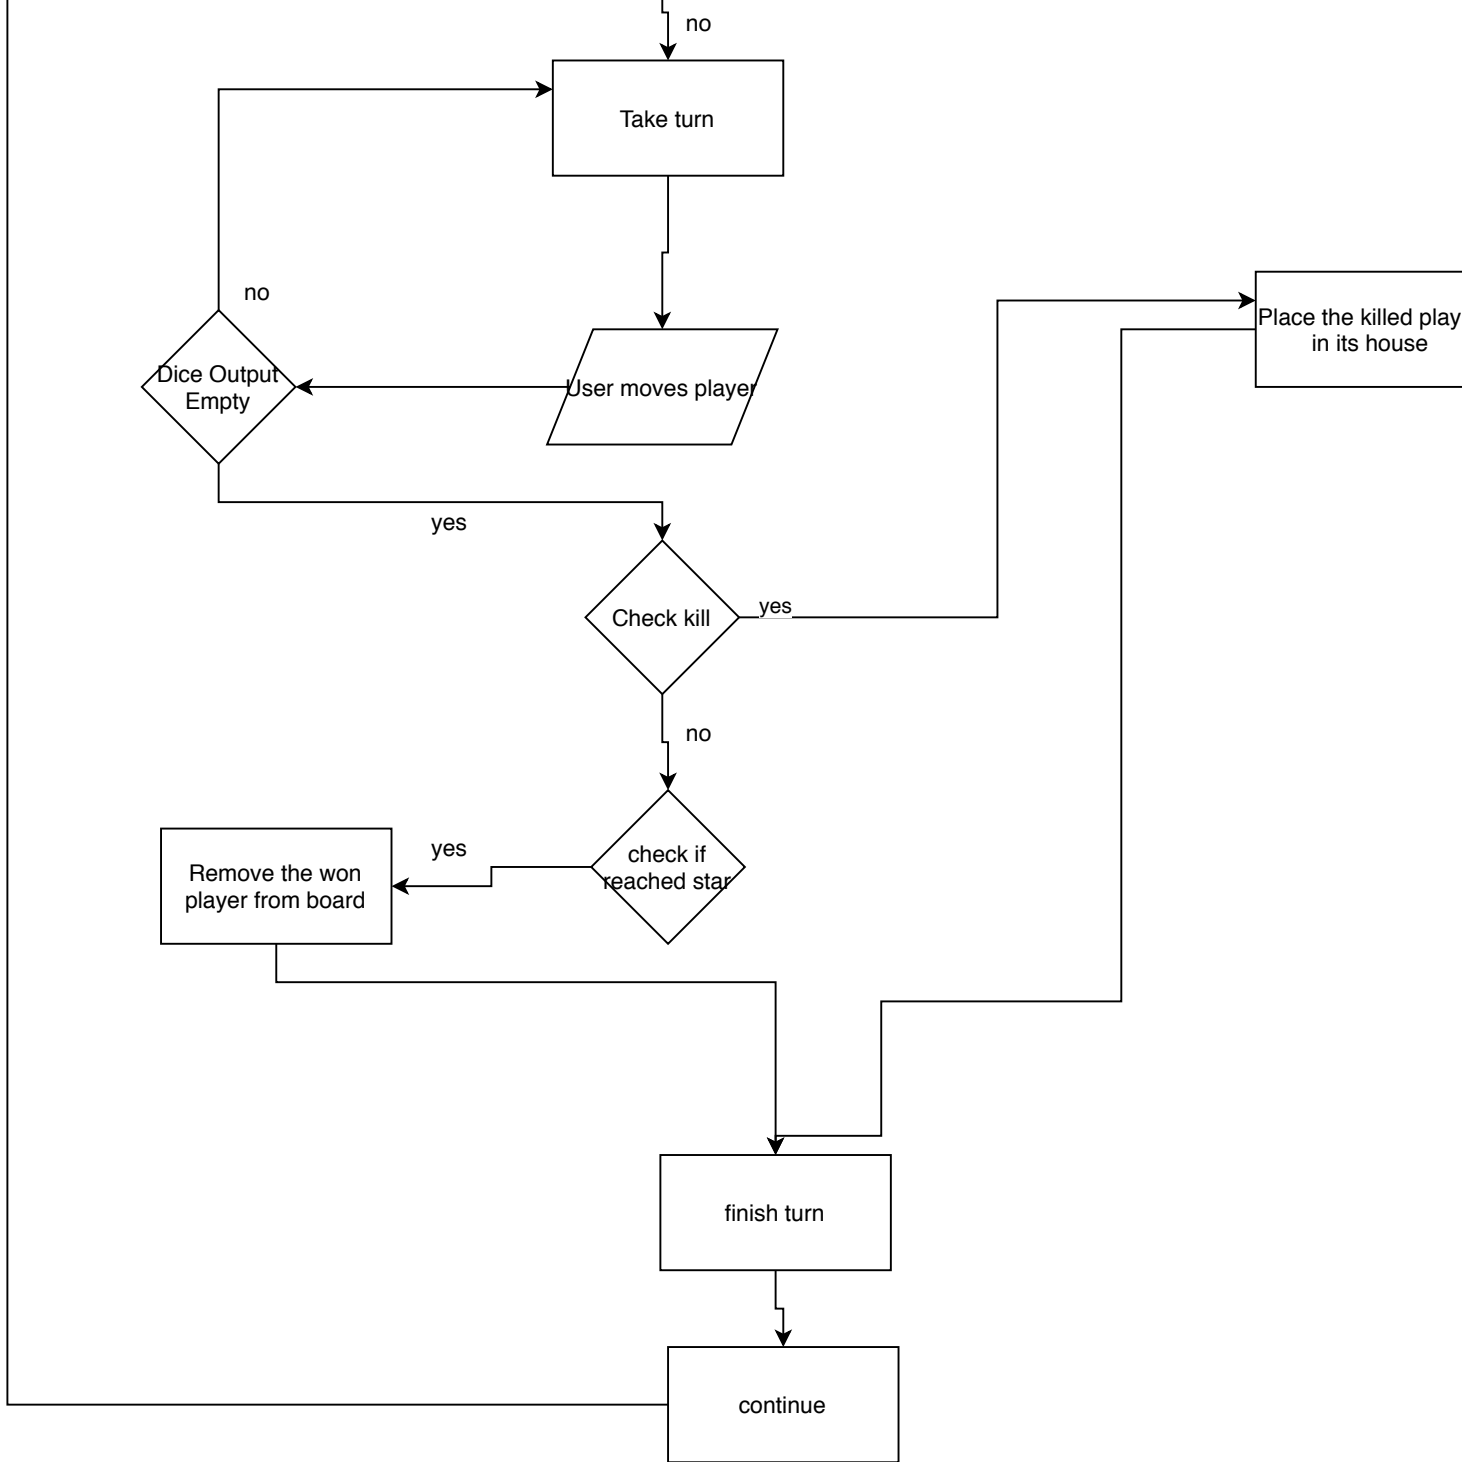 no
Take turn
no
Place the killed play
in its house
Dice Output
Empty
User moves player
yes
yes
Check kill
no
yes
check if
reached star
Remove the won
player from board
finish turn
continue